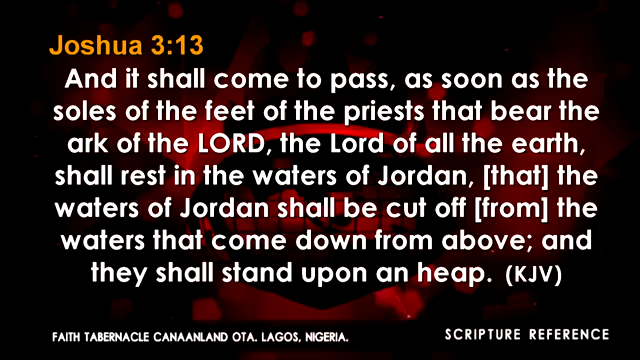 Joshua 3:13
And it shall come to pass, as soon as the
soles of the feet of the priests that bear the
ark of the LORD, the Lord of all the earth,
shall rest in the waters of Jordan, [that] the
waters of Jordan shall be cut off [from] the
waters that come down from above; and
they shall stand upon an heap. (KJV)
FAITH TABERNACLE CANAANLAND OTA. LAGOS, NIGERIA.
SCRIPTURE REFERENCE